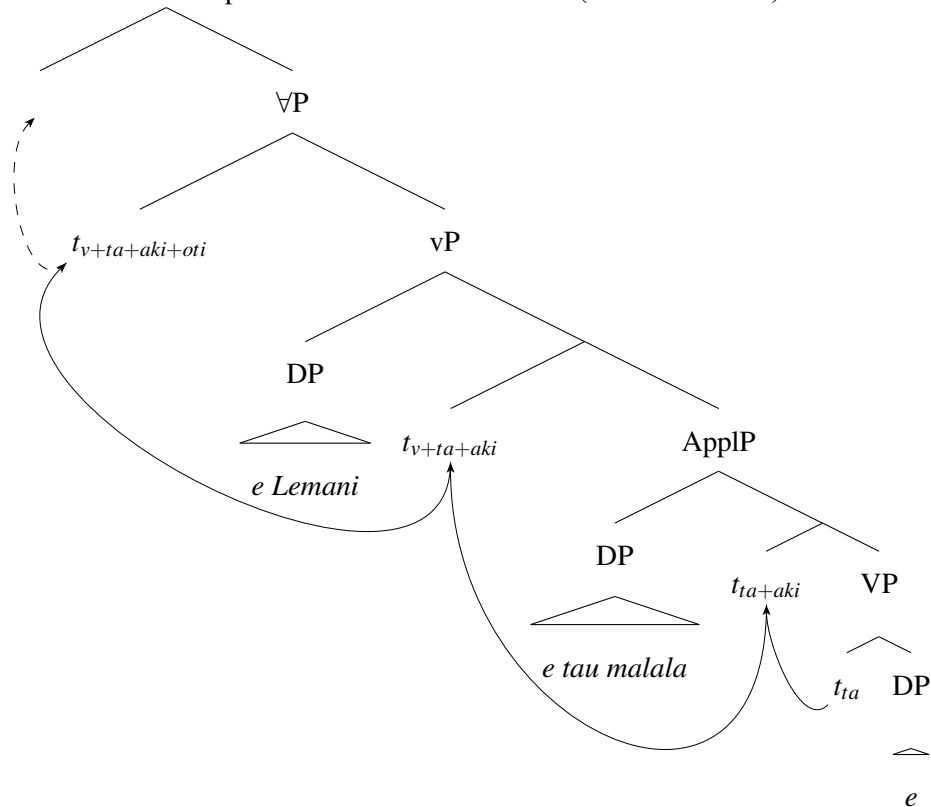 ∀P
t_{v+ta+aki+oti} vP
DP
t_{v+ta+aki} ApplP
e Lemani
DP
t_{ta+aki} VP
e tau malala
t_{ta} DP
e